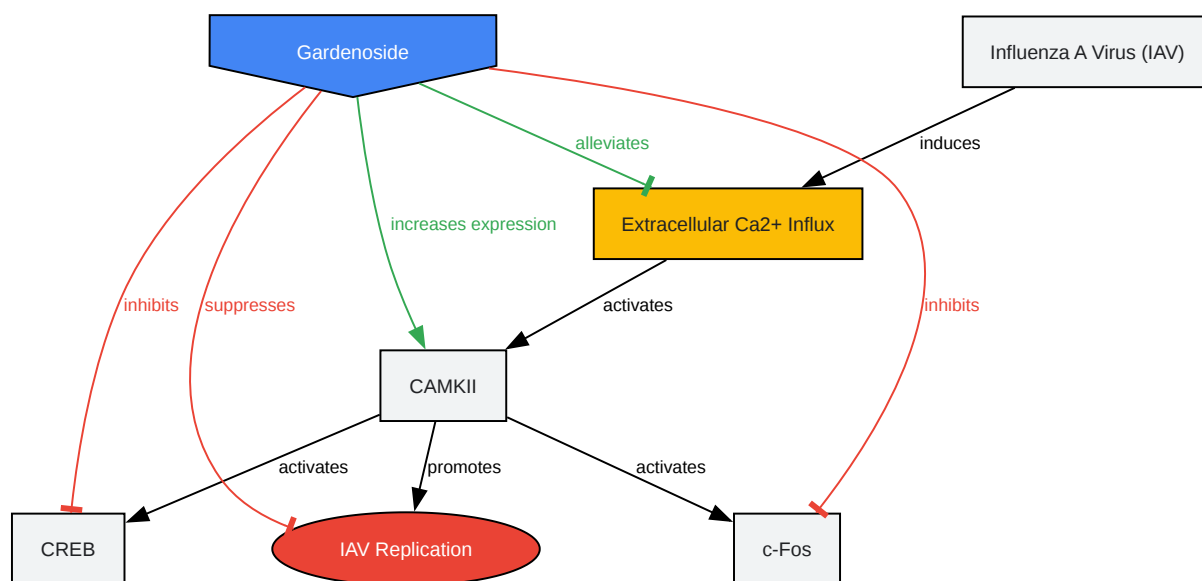 Gardenoside
Influenza A Virus (IAV)
alleviates
induces
increases expression
Extracellular Ca2+ Influx
inhibits
suppresses
activates
inhibits
CAMKII
activates
promotes
activates
CREB
IAV Replication
c-Fos